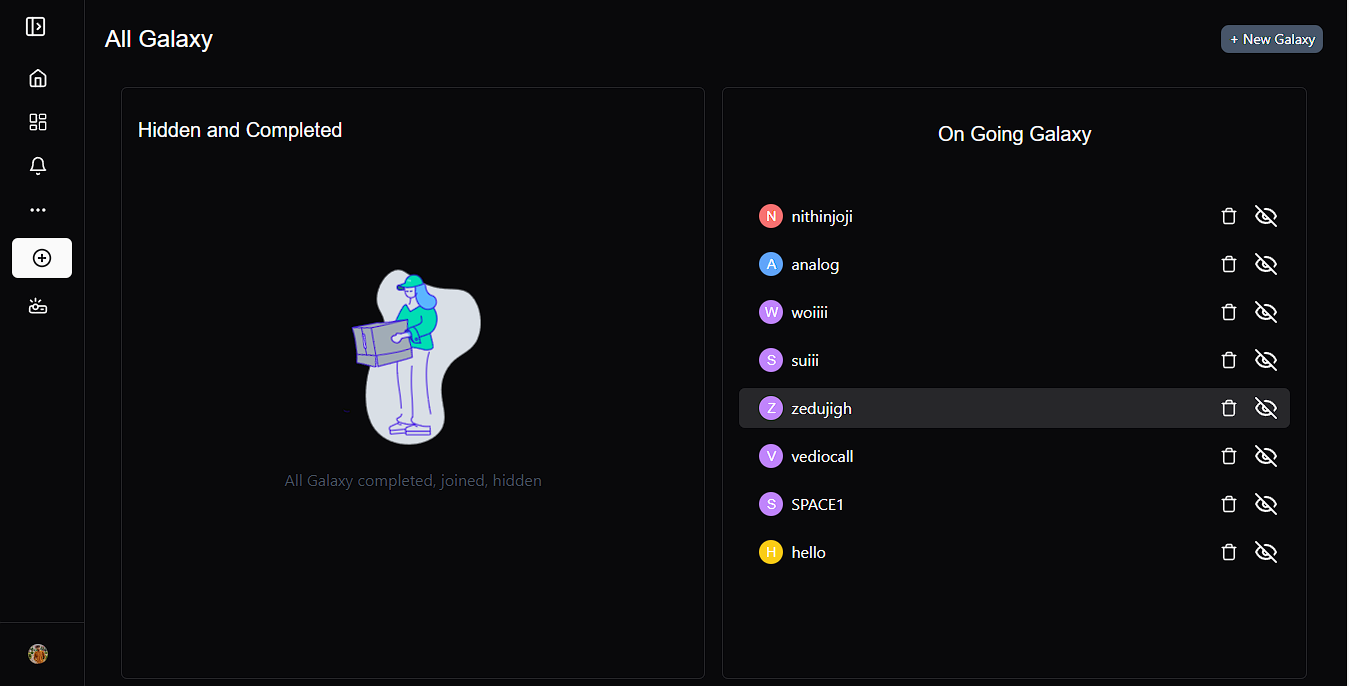 All Galaxy
+ New Galaxy
Hidden and Completed
All Galaxy completed, joined, hidden
On Going Galaxy
N nithinjoji
A analog
W woiiii
S suiii
Z zedujigh
V vediocall
S SPACE1
H hello